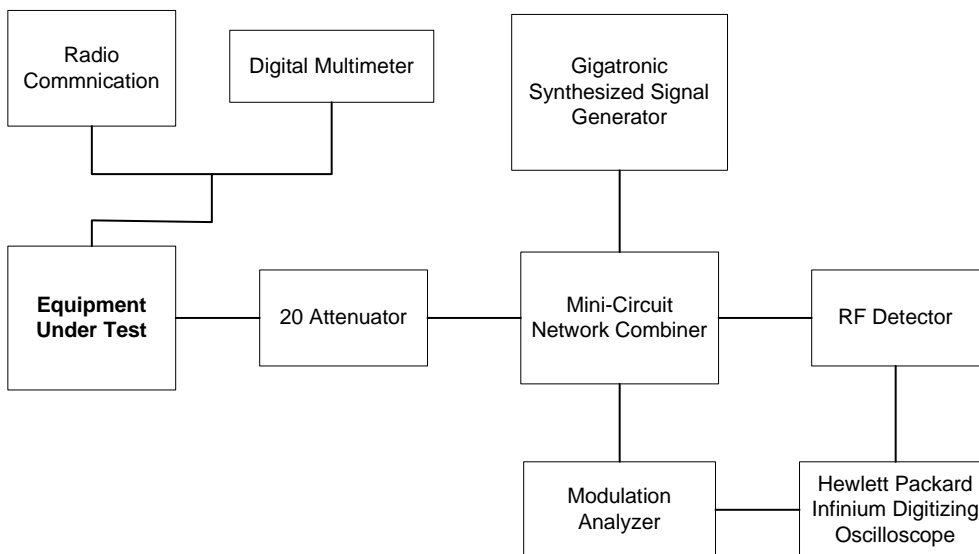 Radio
Commnication
Digital Multimeter
Gigatronic
Synthesized Signal
Generator
Equipment
Under Test
20 Attenuator
Mini-Circuit
Network Combiner
RF Detector
Modulation
Analyzer
Hewlett Packard
Infinium Digitizing
Oscilloscope